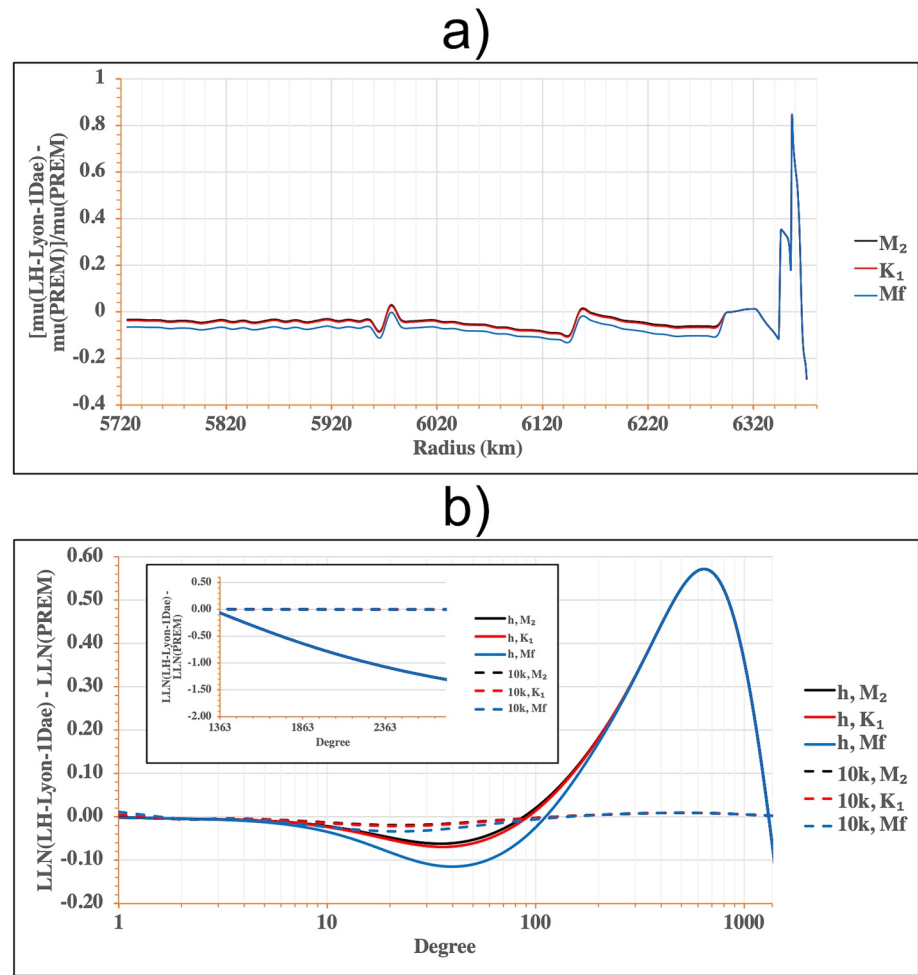 a)
[mu(LH-Lyon-1Dae) -
mu(PREM)]/mu(PREM)
1
0.8
0.6
0.4
0.2
0
-0.2
-0.4
5720
5820
5920
6020
6120
6220
6320
Radius (km)
M₂
K₁
Mf
b)
LLN(LH-Lyon-1Dae) - LLN(PREM)
0.60
0.50
0.40
0.30
0.20
0.10
0.00
-0.10
-0.20
1
10
100
1000
Degree
LLN(LH-Lyon-1Dae) -
LLN(PREM)
0.50
0.00
-0.50
-1.00
-1.50
-2.00
1363
1863
2363
Degree
h, M₂
h, K₁
h, Mf
10k, M₂
10k, K₁
10k, Mf
h, M₂
h, K₁
h, Mf
10k, M₂
10k, K₁
10k, Mf